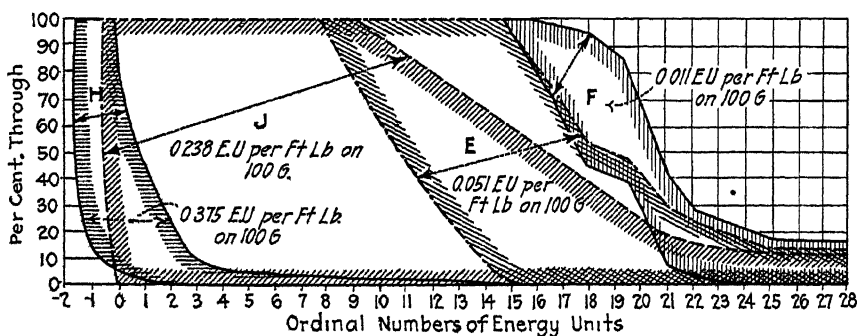 100
90
80
70
60
50
40
30
20
10
0
Per Cent. Through
H
J
0.238 E.U per Ft Lb on
100 G.
0.375 EU per Ft Lb.
on 100 G
E
0.051 EU per
Ft Lb on 100 G
F
0.011 EU per Ft Lb
on 100 G
-2 -1 0 1 2 3 4 5 6 7 8 9 10 11 12 13 14 15 16 17 18 19 20 21 22 23 24 25 26 27 28
Ordinal Numbers of Energy Units